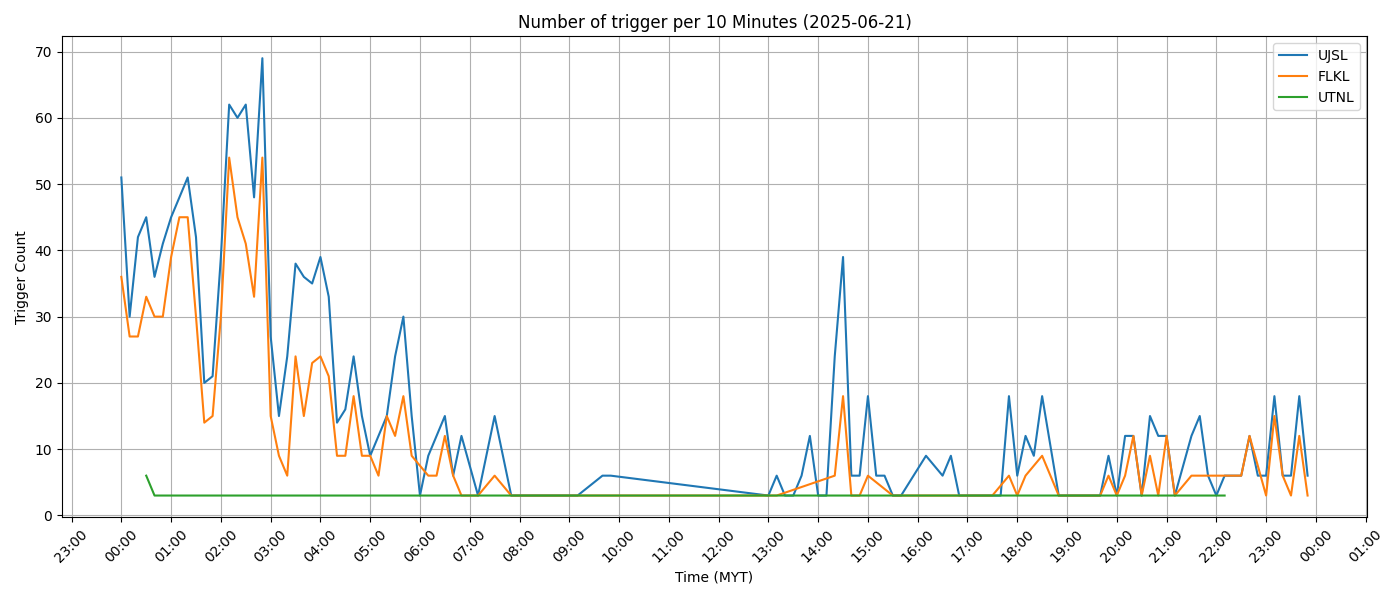 Number of trigger per 10 Minutes (2025-06-21)
Trigger Count
70
60
50
40
30
20
10
0
UJSL
FLKL
UTNL
23:00 00:00 01:00 02:00 03:00 04:00 05:00 06:00 07:00 08:00 09:00 10:00 11:00 12:00 13:00 14:00 15:00 16:00 17:00 18:00 19:00 20:00 21:00 22:00 23:00 00:00 01:00
Time (MYT)